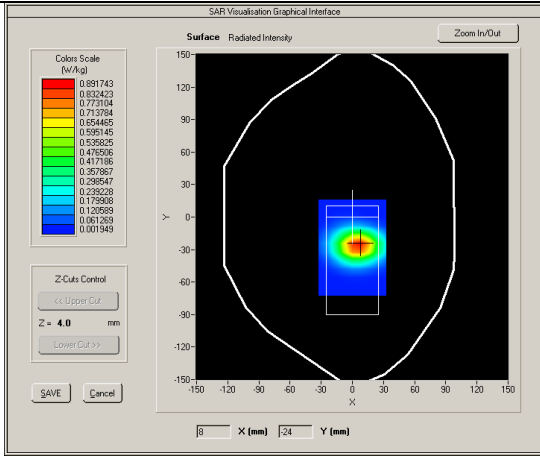 SAR Visualisation Graphical Interface
Surface Radiated Intensity
Zoom In/Out
Colors Scale
(W/kg)
0.891743
0.832423
0.773104
0.713784
0.654465
0.595145
0.535825
0.476506
0.417186
0.357867
0.298547
0.239228
0.179908
0.120589
0.061269
0.001949
Z-Cuts Control
<< Upper Cut
Z = 4.0 mm
Lower Cut >>
SAVE Cancel
150-
120-
90-
60-
30-
0-
-30-
-60-
-90-
-120-
-150-
Y
-150 -120 -90 -60 -30 0 30 60 90 120 150
X
8 X (mm) -24 Y (mm)